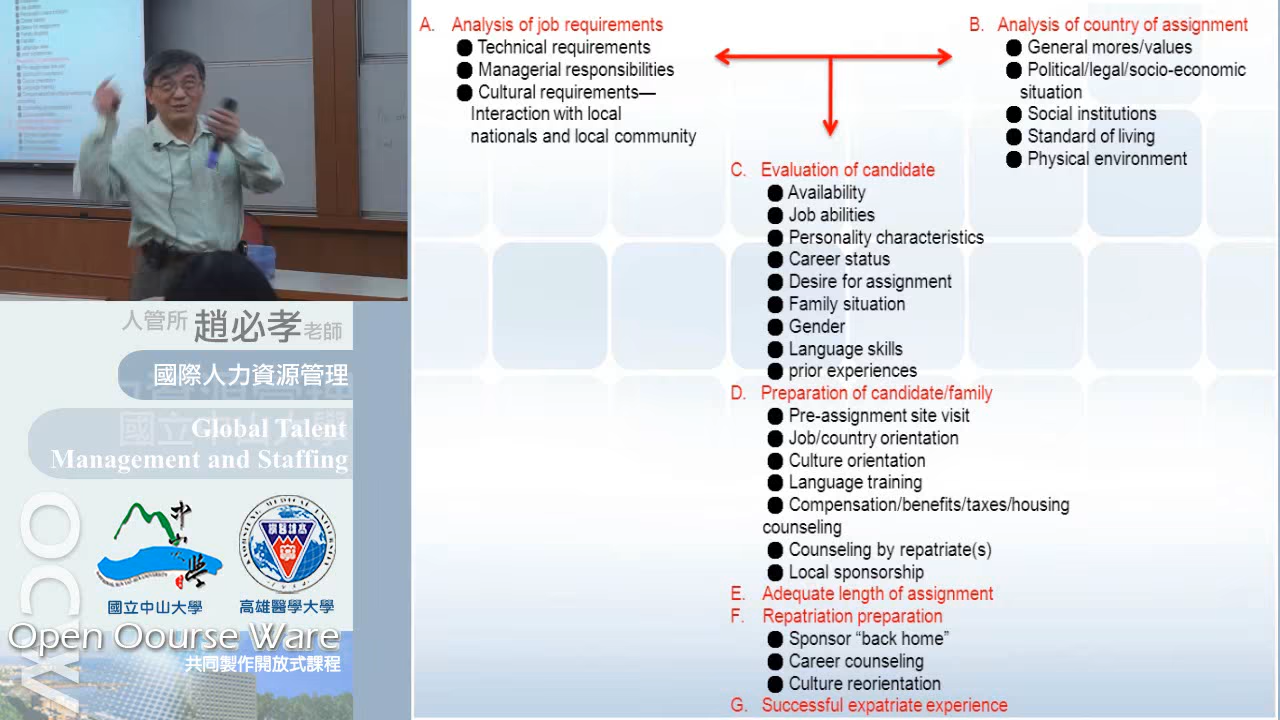 人管所 趙必孝老師
國際人力資源管理
國立中山大學
Global Talent
Management and Staffing
OCW
國立中山大學
高雄醫學大學
Open Oourse Ware
共同製作開放式課程
A. Analysis of job requirements
● Technical requirements
● Managerial responsibilities
● Cultural requirements—
Interaction with local
nationals and local community
B. Analysis of country of assignment
● General mores/values
● Political/legal/socio-economic
situation
● Social institutions
● Standard of living
● Physical environment
C. Evaluation of candidate
● Availability
● Job abilities
● Personality characteristics
● Career status
● Desire for assignment
● Family situation
● Gender
● Language skills
● prior experiences
D. Preparation of candidate/family
● Pre-assignment site visit
● Job/country orientation
● Culture orientation
● Language training
● Compensation/benefits/taxes/housing
counseling
● Counseling by repatriate(s)
● Local sponsorship
E. Adequate length of assignment
F. Repatriation preparation
● Sponsor “back home”
● Career counseling
● Culture reorientation
G. Successful expatriate experience